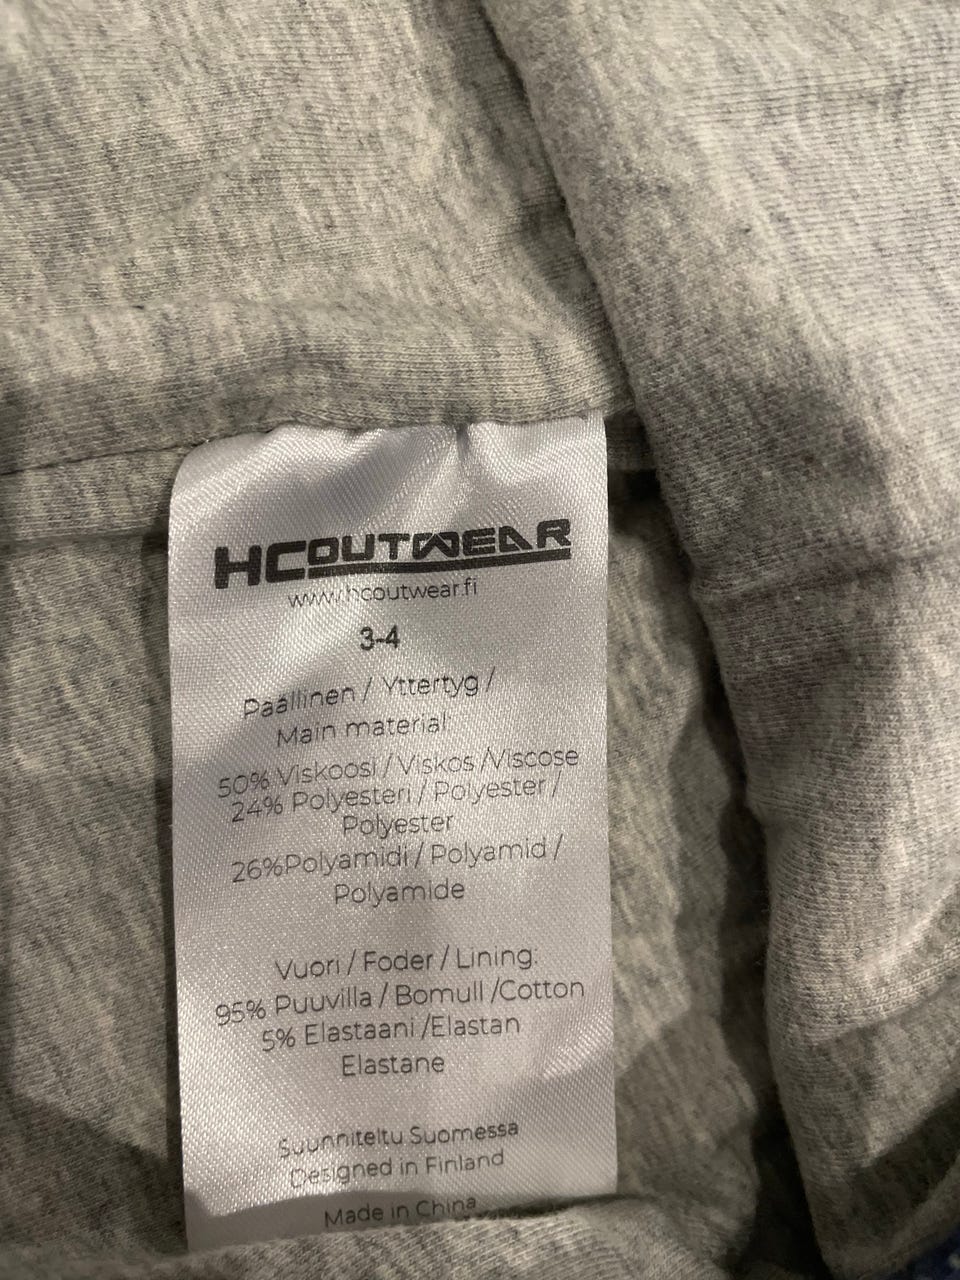 HCOUTWEAR
www.hcoutwear.fi
3-4
Päällinen / Yttertyg /
Main material:
50% Viskoosi / Viskos /Viscose
24% Polyesteri / Polyester /
Polyester
26%Polyamidi / Polyamid /
Polyamide
Vuori / Foder / Lining:
95% Puuvilla / Bomull /Cotton
5% Elastaani /Elastan
Elastane
Suunniteltu Suomessa
Designed in Finland
Made in China